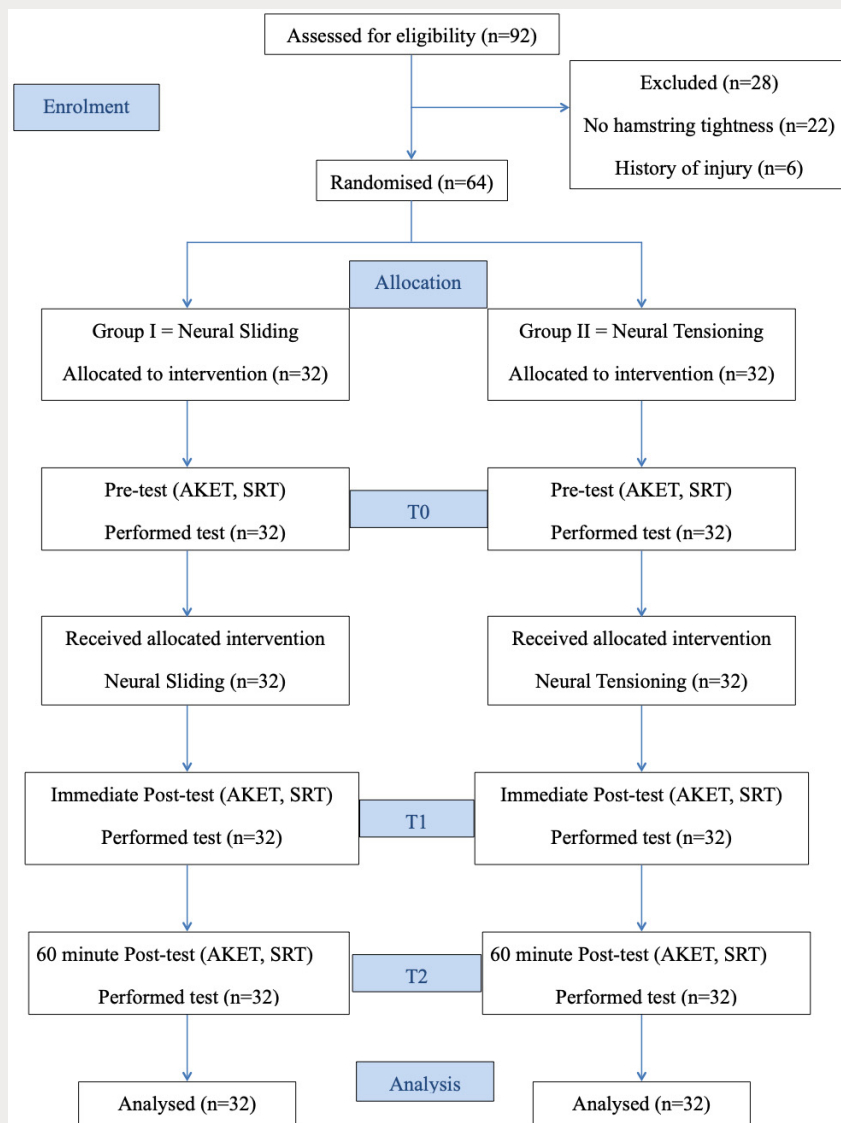 Assessed for eligibility (n=92)
Enrolment
Excluded (n=28)
No hamstring tightness (n=22)
History of injury (n=6)
Randomised (n=64)
Allocation
Group I = Neural Sliding
Allocated to intervention (n=32)
Group II = Neural Tensioning
Allocated to intervention (n=32)
Pre-test (AKET, SRT)
Performed test (n=32)
T0
Pre-test (AKET, SRT)
Performed test (n=32)
Received allocated intervention
Neural Sliding (n=32)
Received allocated intervention
Neural Tensioning (n=32)
Immediate Post-test (AKET, SRT)
Performed test (n=32)
T1
Immediate Post-test (AKET, SRT)
Performed test (n=32)
60 minute Post-test (AKET, SRT)
Performed test (n=32)
T2
60 minute Post-test (AKET, SRT)
Performed test (n=32)
Analysis
Analysed (n=32)
Analysed (n=32)